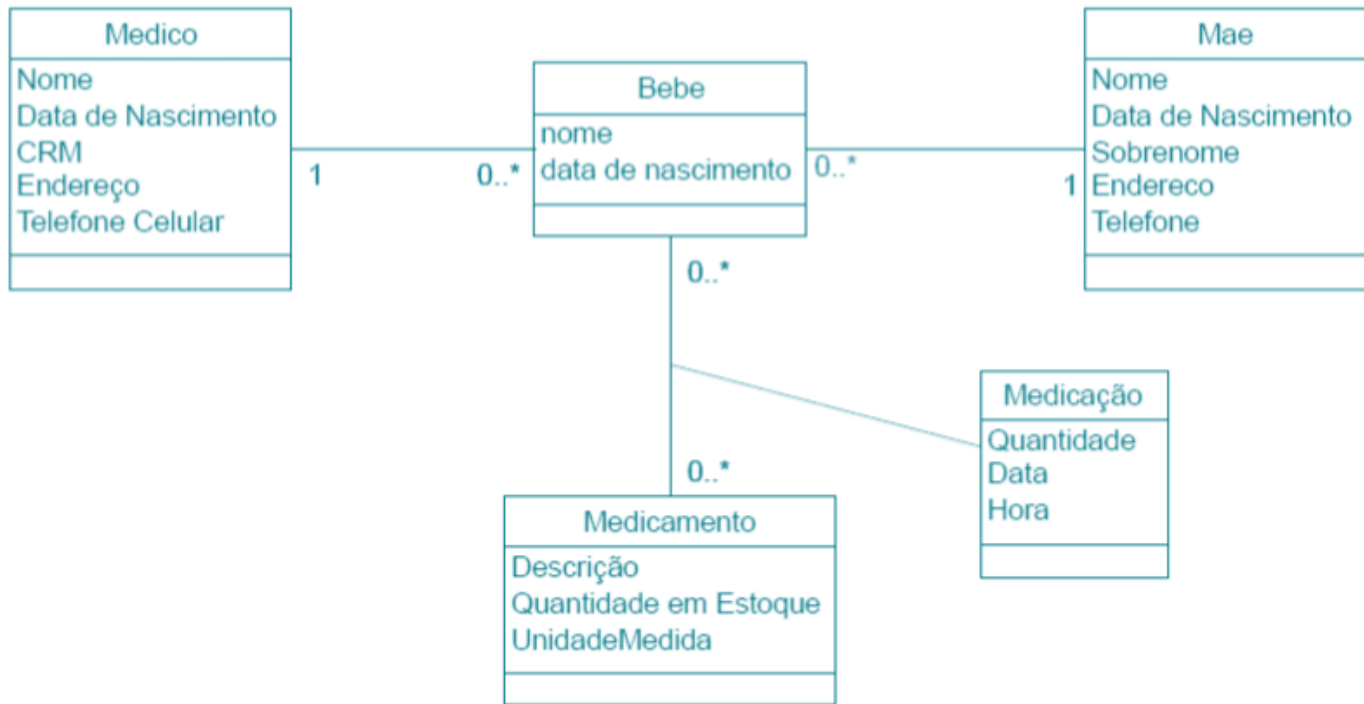 Medico
Nome
Data de Nascimento
CRM
Endereço
Telefone Celular
1
0..*
Bebe
nome
data de nascimento
0..*
1
Mae
Nome
Data de Nascimento
Sobrenome
Endereco
Telefone
0..*
0..*
Medicação
Quantidade
Data
Hora
Medicamento
Descrição
Quantidade em Estoque
UnidadeMedida